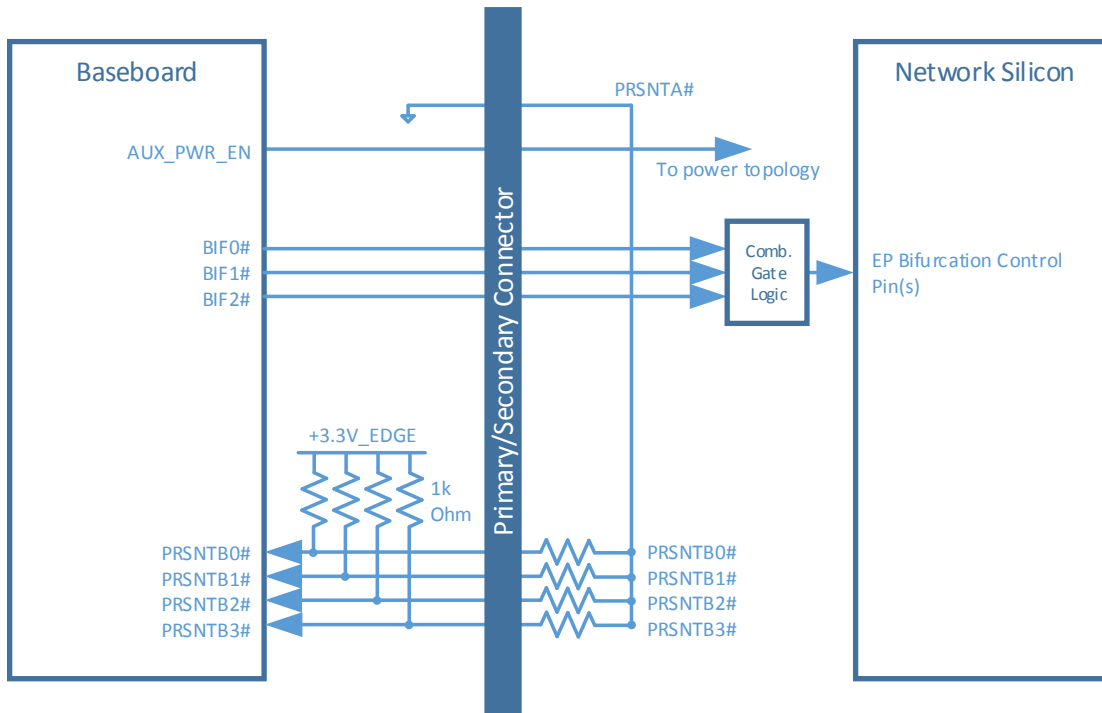 Baseboard
Network Silicon
PRSNTA#
AUX_PWR_EN
To power topology
Primary/Secondary Connector
BIF0#
BIF1#
BIF2#
Comb.
Gate
Logic
EP Bifurcation Control
Pin(s)
+3.3V_EDGE
1k
Ohm
PRSNTB0#
PRSNTB1#
PRSNTB2#
PRSNTB3#
PRSNTB0#
PRSNTB1#
PRSNTB2#
PRSNTB3#